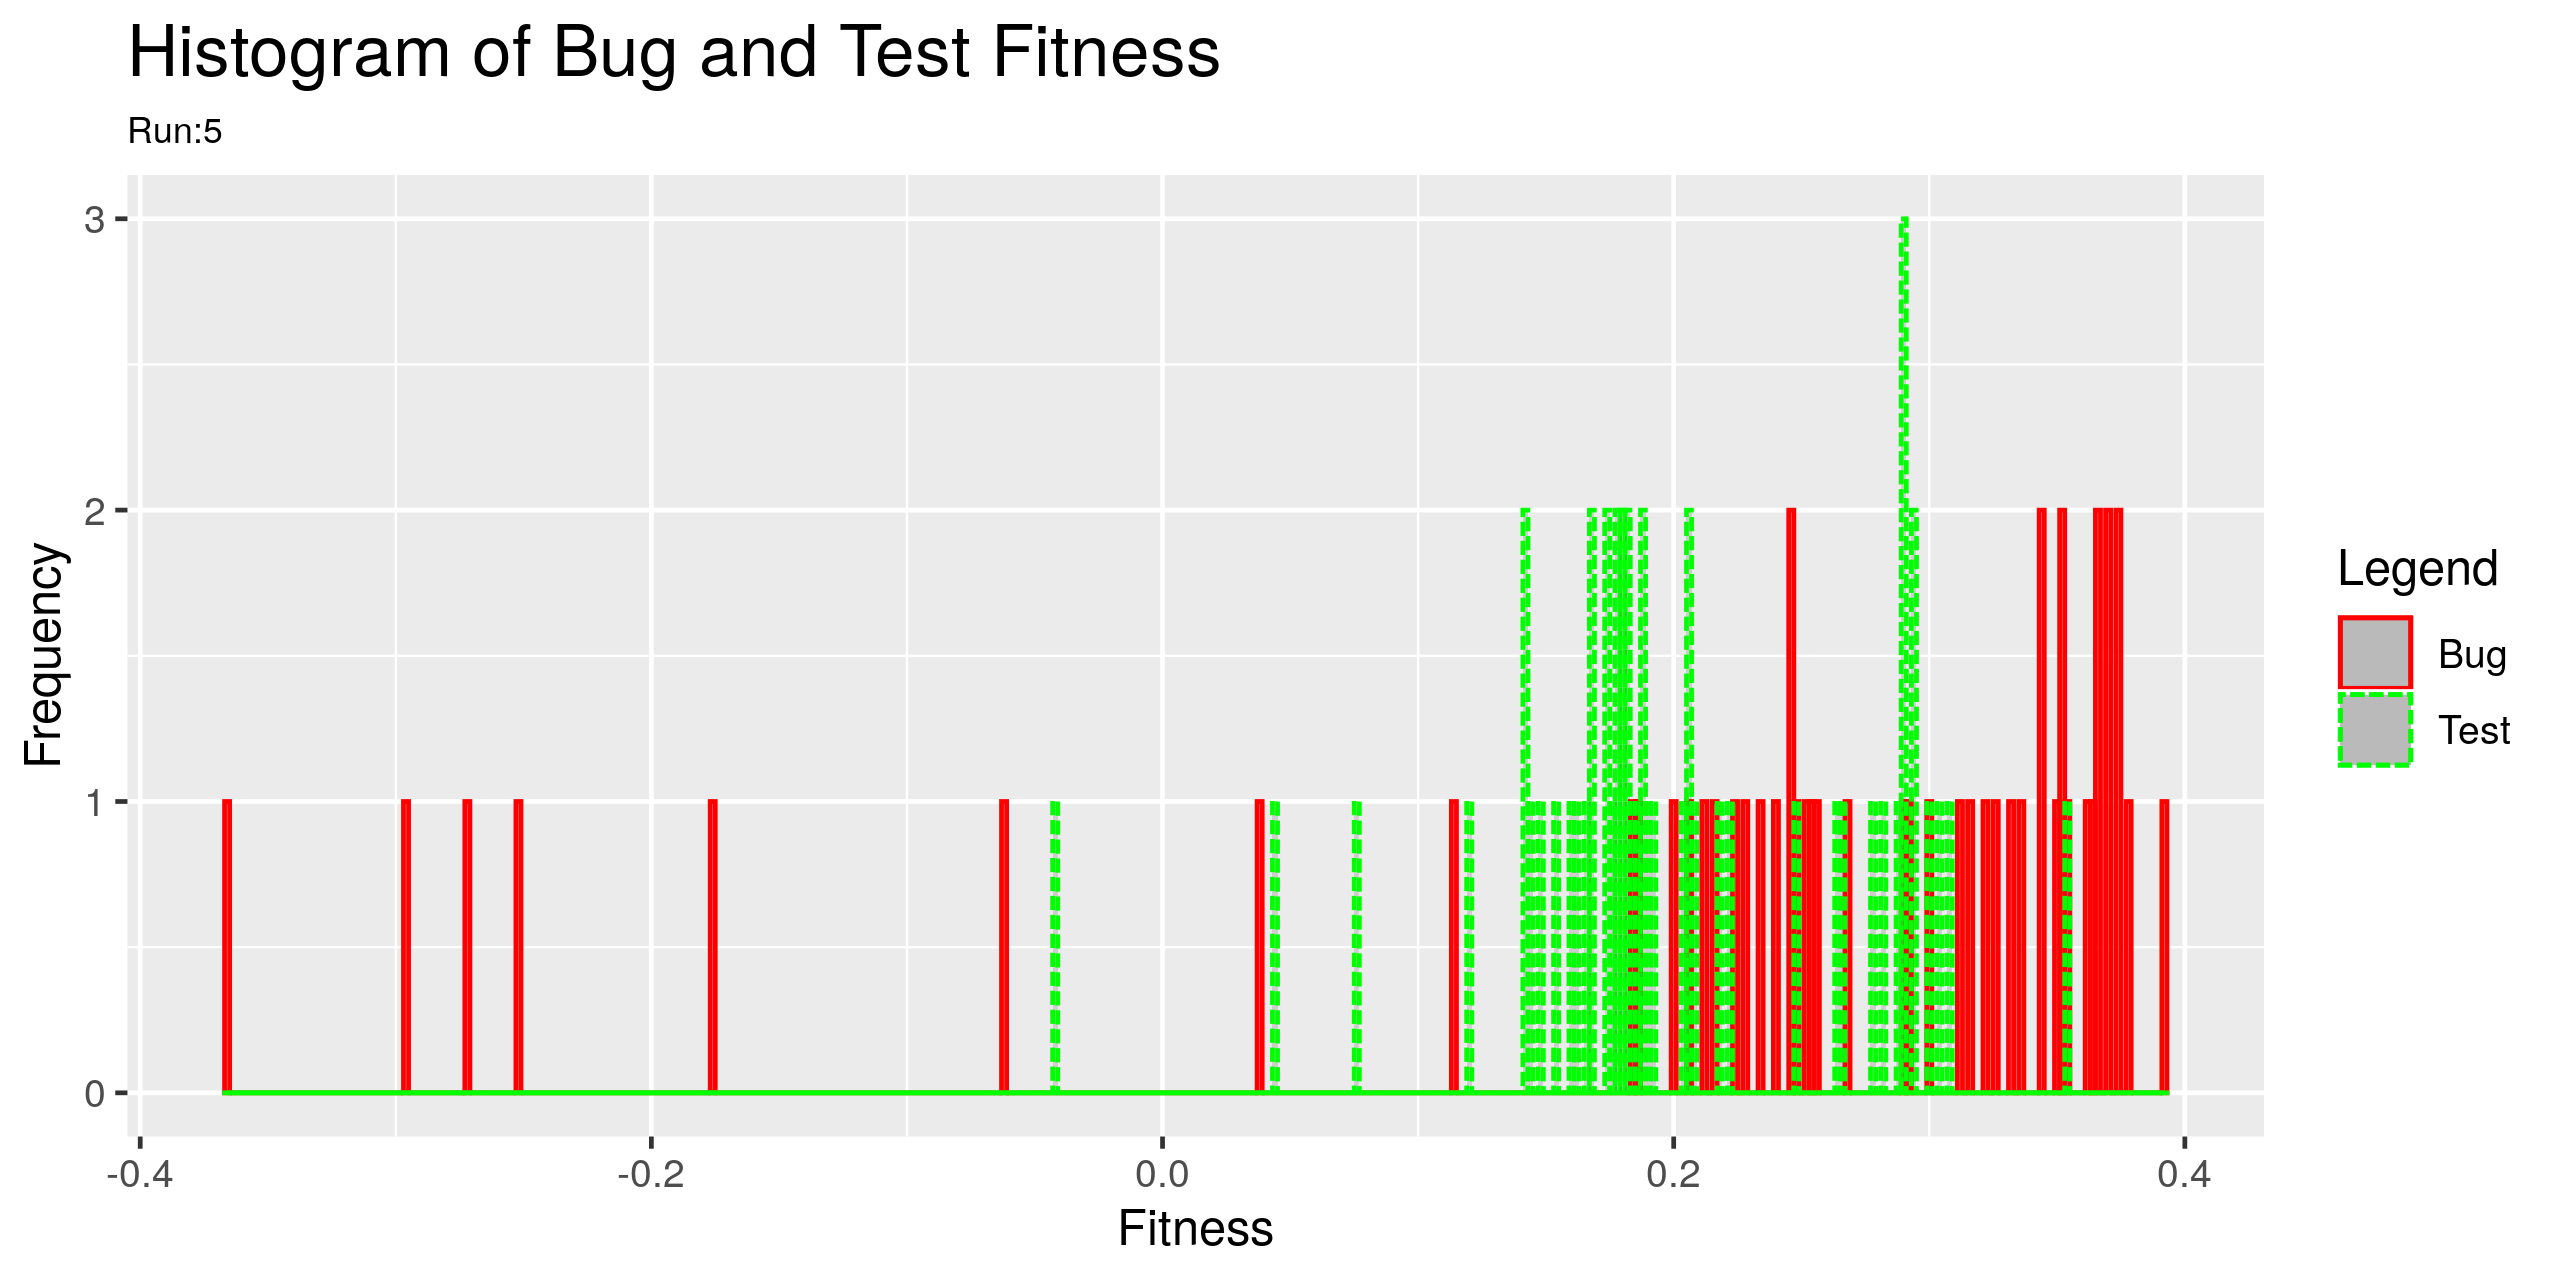 Histogram of Bug and Test Fitness
Run:5
Frequency
3
2
1
0
-0.4 -0.2 0.0 0.2 0.4
Fitness
Legend
Bug
Test